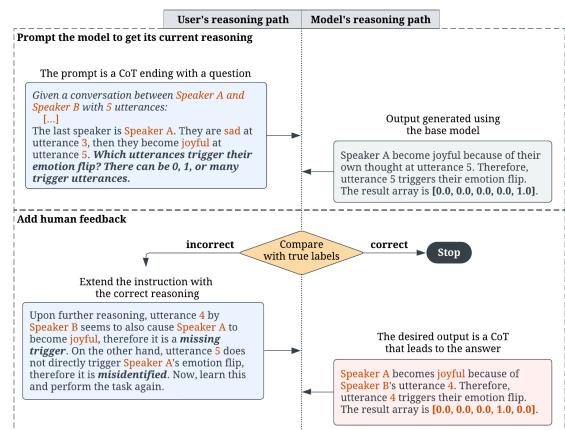 User's reasoning path
Model's reasoning path
Prompt the model to get its current reasoning
The prompt is a CoT ending with a question
Given a conversation between Speaker A and
Speaker B with 5 utterances:
[...]
The last speaker is Speaker A. They are sad at
utterance 3, then they become joyful at
utterance 5. Which utterances trigger their
emotion flip? There can be 0, 1, or many
trigger utterances.
Output generated using
the base model
Speaker A become joyful because of their
own thought at utterance 5. Therefore,
utterance 5 triggers their emotion flip.
The result array is [0.0, 0.0, 0.0, 0.0, 1.0].
Add human feedback
incorrect
Compare
with true labels
correct
Stop
Extend the instruction with
the correct reasoning
Upon further reasoning, utterance 4 by
Speaker B seems to also cause Speaker A to
become joyful, therefore it is a missing
trigger. On the other hand, utterance 5 does
not directly trigger Speaker A's emotion flip,
therefore it is misidentified. Now, learn this
and perform the task again.
The desired output is a CoT
that leads to the answer
Speaker A becomes joyful because of
Speaker B's utterance 4. Therefore,
utterance 4 triggers their emotion flip.
The result array is [0.0, 0.0, 0.0, 1.0, 0.0].